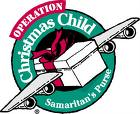 OPERATION
Christmas Child
Samaritan's Purse